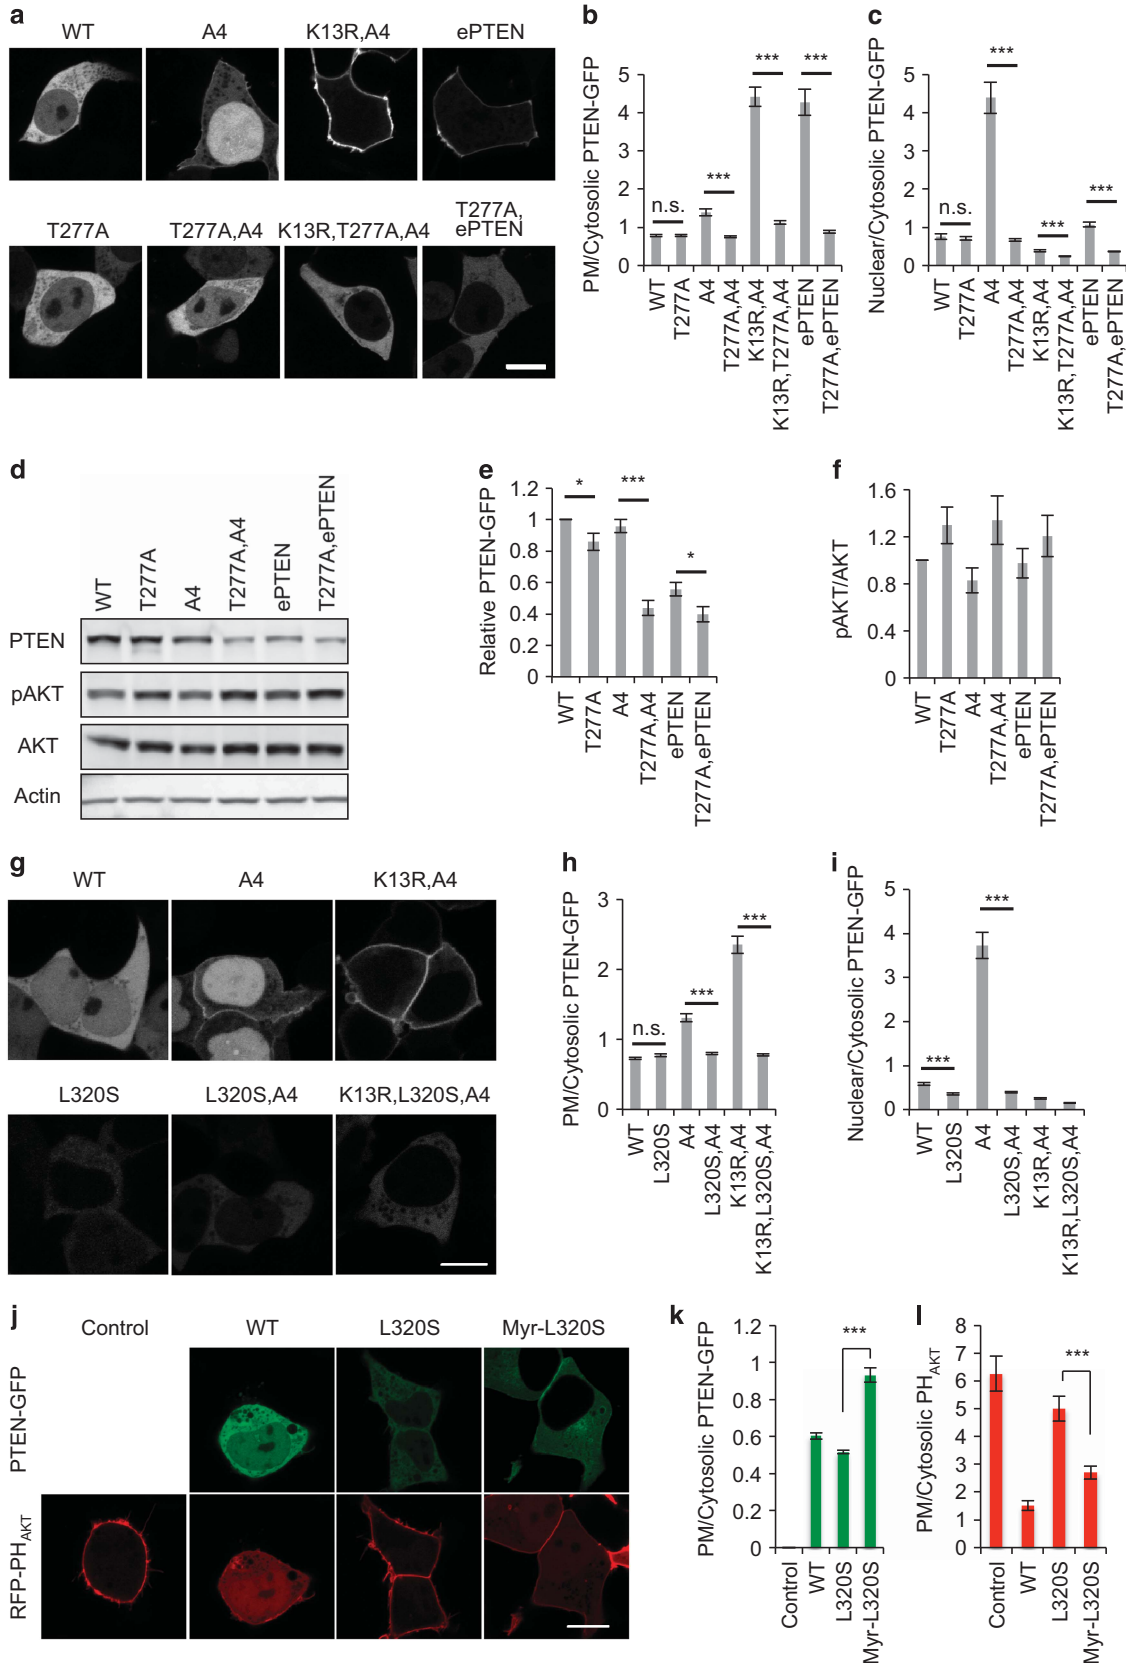 a
WT
A4
K13R,A4
ePTEN
T277A
T277A,A4
K13R,T277A,A4
T277A,
ePTEN
b
PM/Cytosolic PTEN-GFP
5
4
3
2
1
0
n.s.
***
***
***
WT
T277A
A4
T277A,A4
K13R,A4
K13R,T277A,A4
ePTEN
T277A,ePTEN
c
Nuclear/Cytosolic PTEN-GFP
5
4
3
2
1
0
n.s.
***
***
***
WT
T277A
A4
T277A,A4
K13R,A4
K13R,T277A,A4
ePTEN
T277A,ePTEN
d
WT
T277A
A4
T277A,A4
ePTEN
T277A,ePTEN
PTEN
pAKT
AKT
Actin
e
Relative PTEN-GFP
1.2
1
0.8
0.6
0.4
0.2
0
*
***
*
WT
T277A
A4
T277A,A4
ePTEN
T277A,ePTEN
f
pAKT/AKT
1.6
1.2
0.8
0.4
0
WT
T277A
A4
T277A,A4
ePTEN
T277A,ePTEN
g
WT
A4
K13R,A4
L320S
L320S,A4
K13R,L320S,A4
h
PM/Cytosolic PTEN-GFP
3
2
1
0
n.s.
***
***
WT
L320S
A4
L320S,A4
K13R,A4
K13R,L320S,A4
i
Nuclear/Cytosolic PTEN-GFP
5
4
3
2
1
0
***
***
WT
L320S
A4
L320S,A4
K13R,A4
K13R,L320S,A4
j
Control
WT
L320S
Myr-L320S
PTEN-GFP
RFP-PHAKT
k
PM/Cytosolic PTEN-GFP
1.2
1
0.8
0.6
0.4
0.2
0
***
Control
WT
L320S
Myr-L320S
l
PM/Cytosolic PHAKT
8
7
6
5
4
3
2
1
0
***
Control
WT
L320S
Myr-L320S